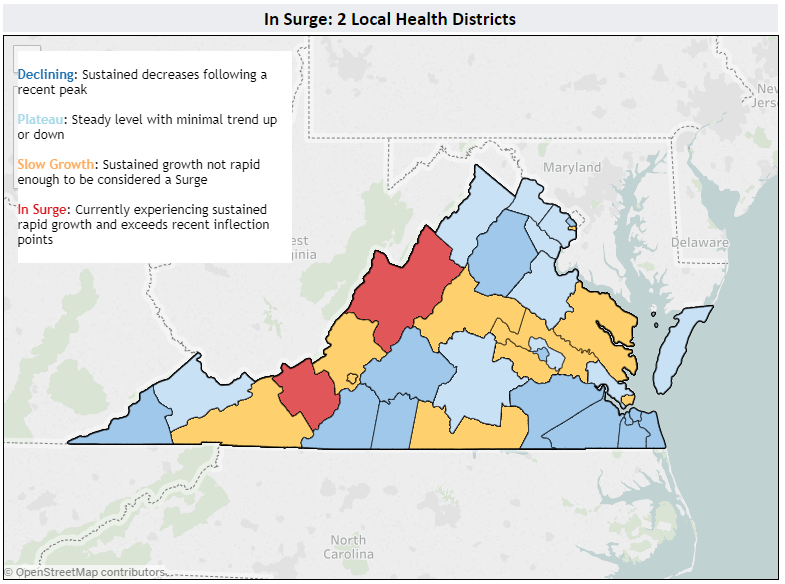 In Surge: 2 Local Health Districts
Declining: Sustained decreases following a
recent peak
Plateau: Steady level with minimal trend up
or down
Slow Growth: Sustained growth not rapid
enough to be considered a Surge
In Surge: Currently experiencing sustained
rapid growth and exceeds recent inflection
points
New
Jerse
Maryland
est
ginia
Delaware
North
Carolina
© OpenStreetMap contributors